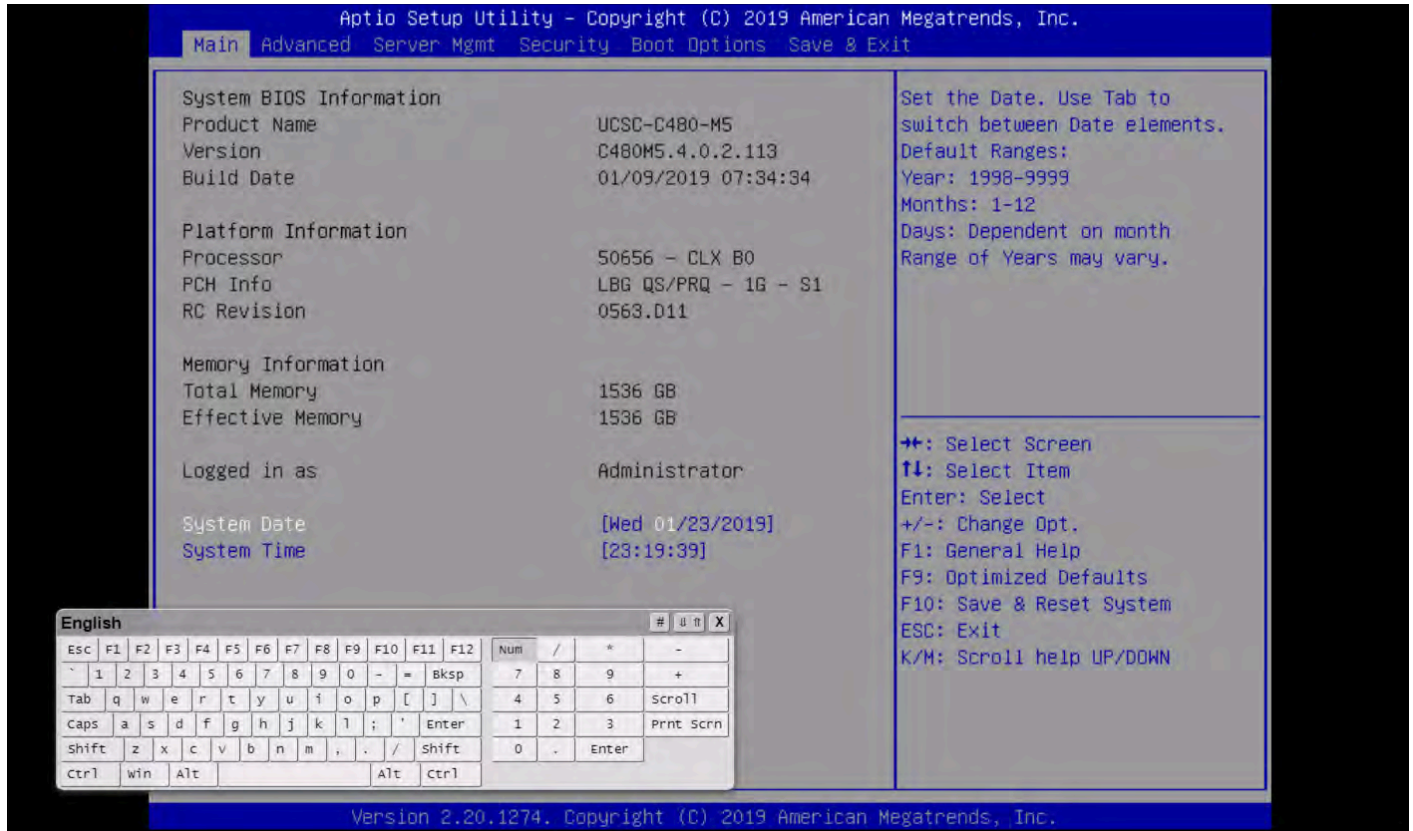 Aptio Setup Utility – Copyright (C) 2019 American Megatrends, Inc.
Main Advanced Server Mgmt Security Boot Options Save & Exit
System BIOS Information
Product Name UCSC-C480-M5
Version C480M5.4.0.2.113
Build Date 01/09/2019 07:34:34
Platform Information
Processor 50656 – CLX B0
PCH Info LBG QS/PRQ – 1G – S1
RC Revision 0563.D11
Memory Information
Total Memory 1536 GB
Effective Memory 1536 GB
Logged in as Administrator
System Date [Wed 01/23/2019]
System Time [23:19:39]
Set the Date. Use Tab to
switch between Date elements.
Default Ranges:
Year: 1998-9999
Months: 1-12
Days: Dependent on month
Range of Years may vary.
→←: Select Screen
↑↓: Select Item
Enter: Select
+/-: Change Opt.
F1: General Help
F9: Optimized Defaults
F10: Save & Reset System
ESC: Exit
K/M: Scroll help UP/DOWN
English # ⇓ ⇑ X
Esc F1 F2 F3 F4 F5 F6 F7 F8 F9 F10 F11 F12 Num / * -
` 1 2 3 4 5 6 7 8 9 0 - = Bksp 7 8 9 +
Tab q w e r t y u i o p [ ] \ 4 5 6 Scroll
Caps a s d f g h j k l ; ' Enter 1 2 3 Prnt Scrn
Shift z x c v b n m , . / Shift 0 . Enter
Ctrl Win Alt Alt Ctrl
Version 2.20.1274. Copyright (C) 2019 American Megatrends, Inc.